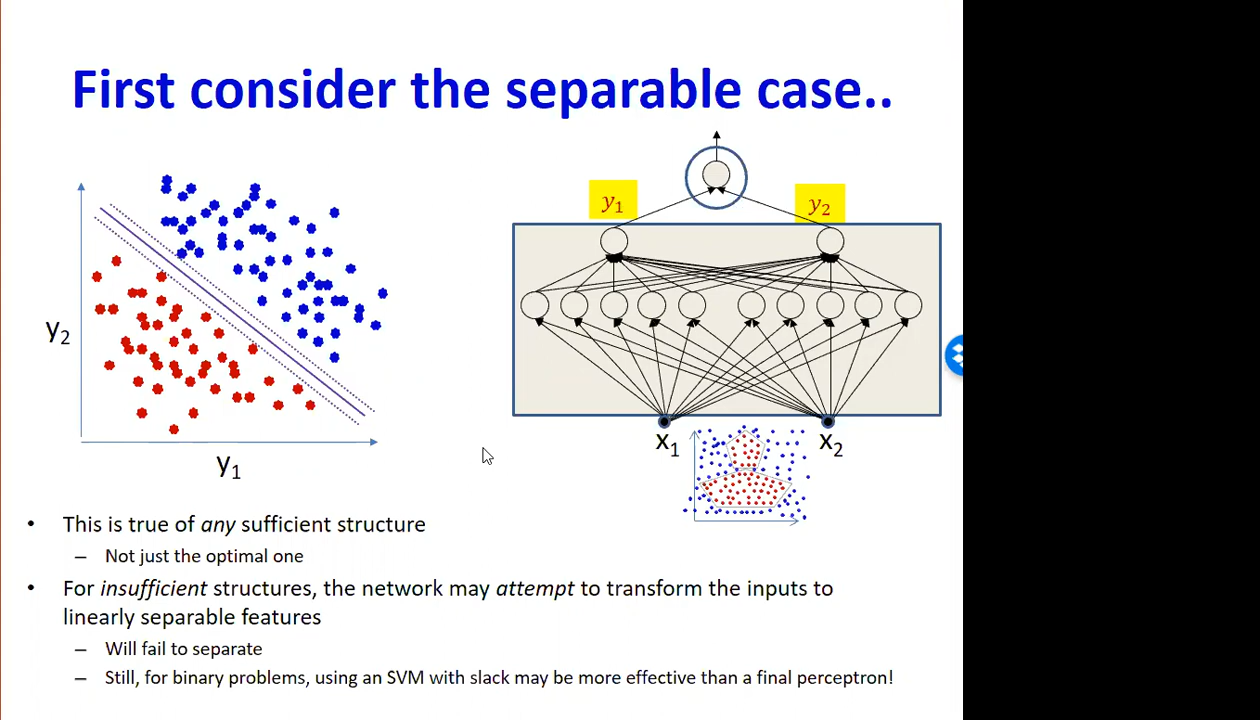 First consider the separable case..
y₁
y₂
y₂
y₁
x₁
x₂
• This is true of any sufficient structure
– Not just the optimal one
• For insufficient structures, the network may attempt to transform the inputs to
linearly separable features
– Will fail to separate
– Still, for binary problems, using an SVM with slack may be more effective than a final perceptron!